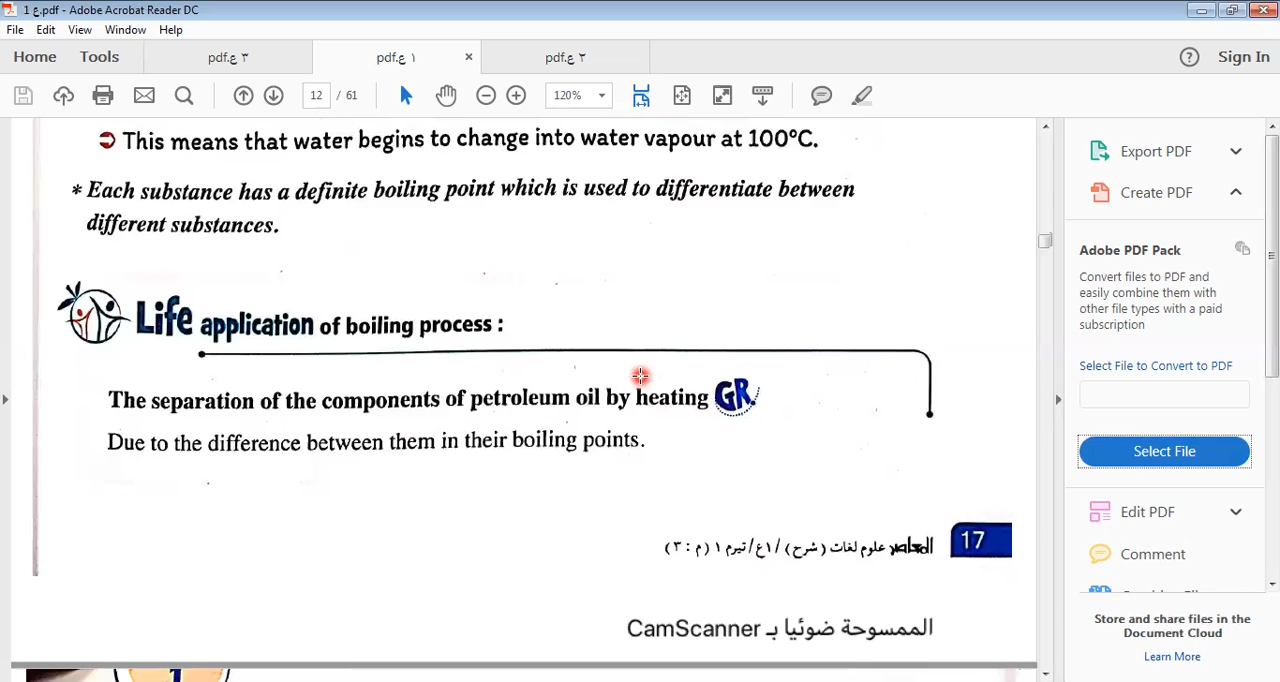 ع 1.pdf - Adobe Acrobat Reader DC
File Edit View Window Help
Home Tools ٣ ع.pdf ١ ع.pdf × ٢ ع.pdf ? Sign In
12 / 61 120%
This means that water begins to change into water vapour at 100°C.
* Each substance has a definite boiling point which is used to differentiate between
different substances.
Life application of boiling process :
The separation of the components of petroleum oil by heating GR.
Due to the difference between them in their boiling points.
المعاصر علوم لغات (شرح) /١ع/تيرم ١ (م : ٣) 17
الممسوحة ضوئيا بـ CamScanner
1
Export PDF
Create PDF
Adobe PDF Pack
Convert files to PDF and
easily combine them with
other file types with a paid
subscription
Select File to Convert to PDF
Select File
Edit PDF
Comment
Store and share files in the
Document Cloud
Learn More